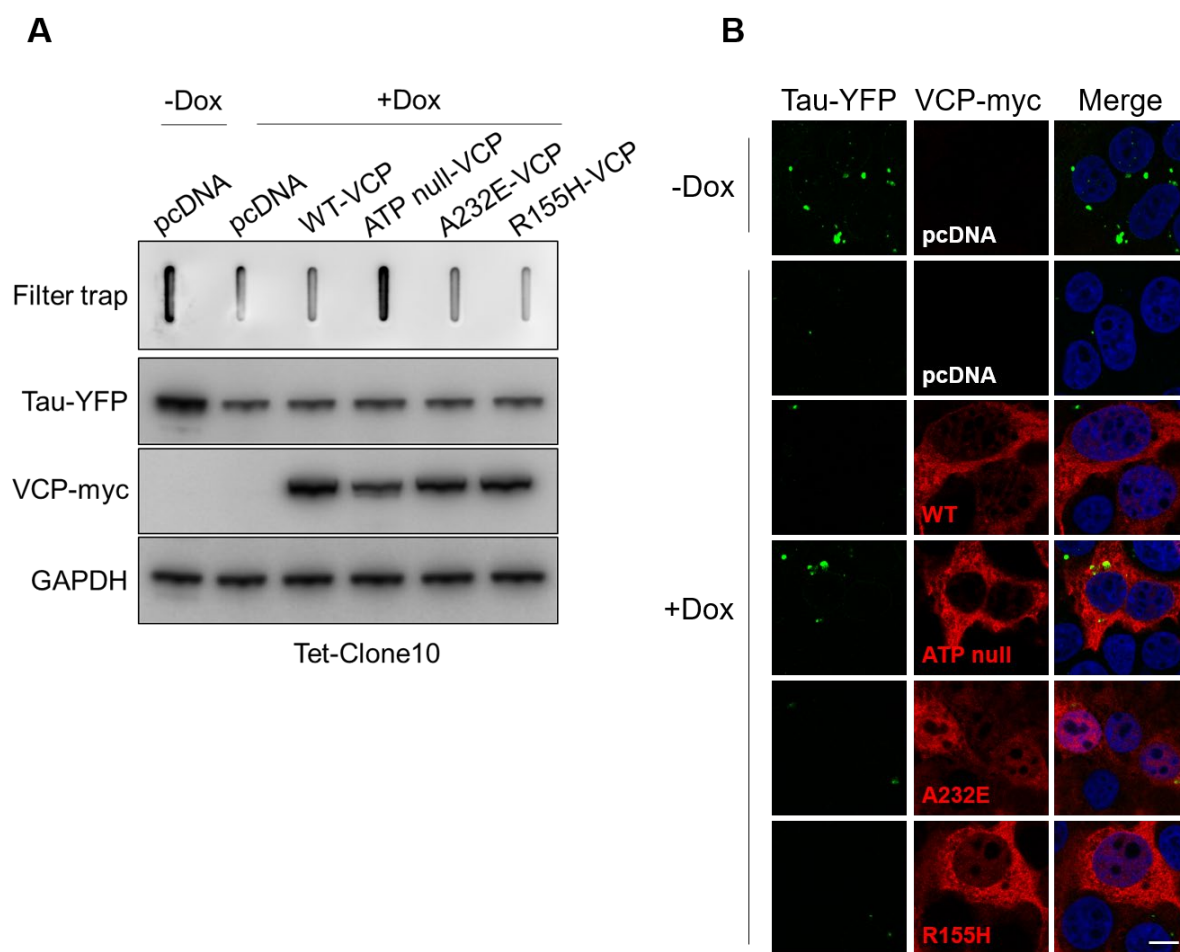 A
-Dox
+Dox
pcDNA
pcDNA
WT-VCP
ATP null-VCP
A232E-VCP
R155H-VCP
Filter trap
Tau-YFP
VCP-myc
GAPDH
Tet-Clone10
B
Tau-YFP VCP-myc Merge
-Dox
pcDNA
pcDNA
WT
+Dox
ATP null
A232E
R155H